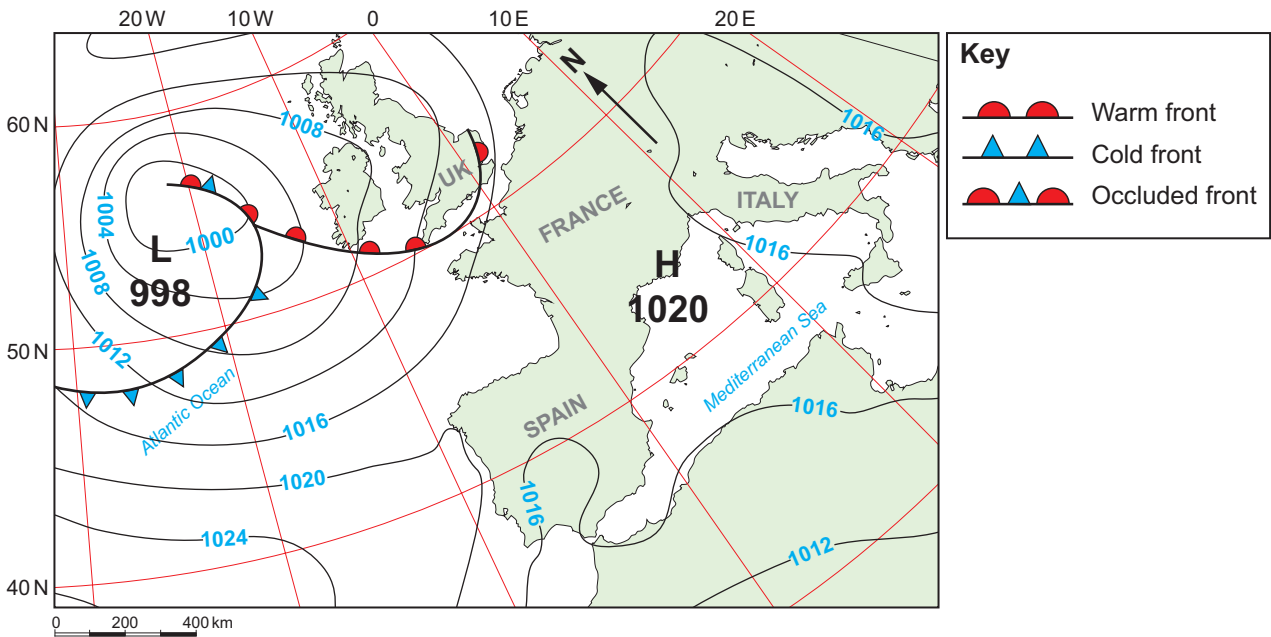 20 W 10 W 0 10 E 20 E
Key
N
60 N
1008
1016
Warm front
UK
Cold front
1004
FRANCE
ITALY
Occluded front
1000
1016
L
998
H
1020
1008
Mediterranean Sea
50 N
1012
Atlantic Ocean
SPAIN
1016
1016
1020
1016
1024
1012
40 N
0 200 400 km